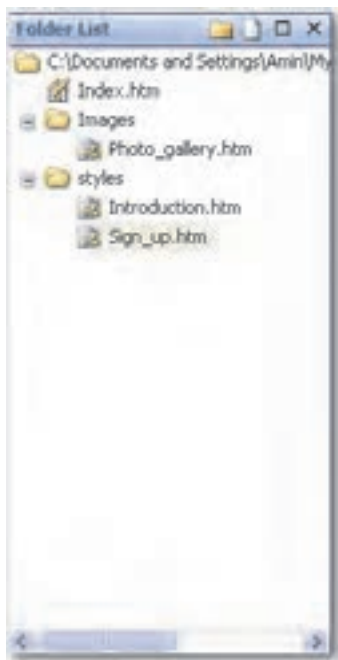 Folder List
C:\Documents and Settings\Amin\My
Index.htm
Images
Photo_gallery.htm
styles
Introduction.htm
Sign_up.htm